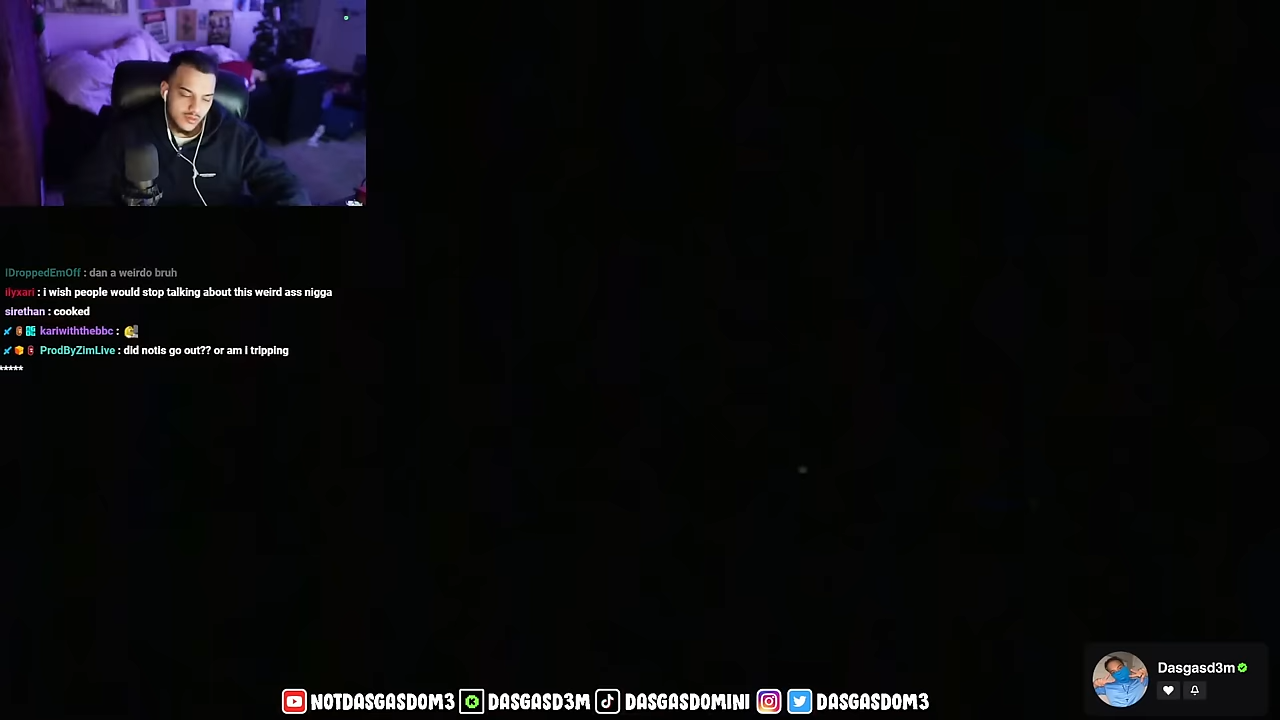 IDroppedEmOff : dan a weirdo bruh
iiyxari : i wish people would stop talking about this weird ass nigga
sirethan : cooked
kariwiththebbc :
ProdByZimLive : did notis go out?? or am i tripping
*****
Dasgasd3m
NOTDASGASDOM3 DASGASD3M DASGASDOMINI DASGASDOM3